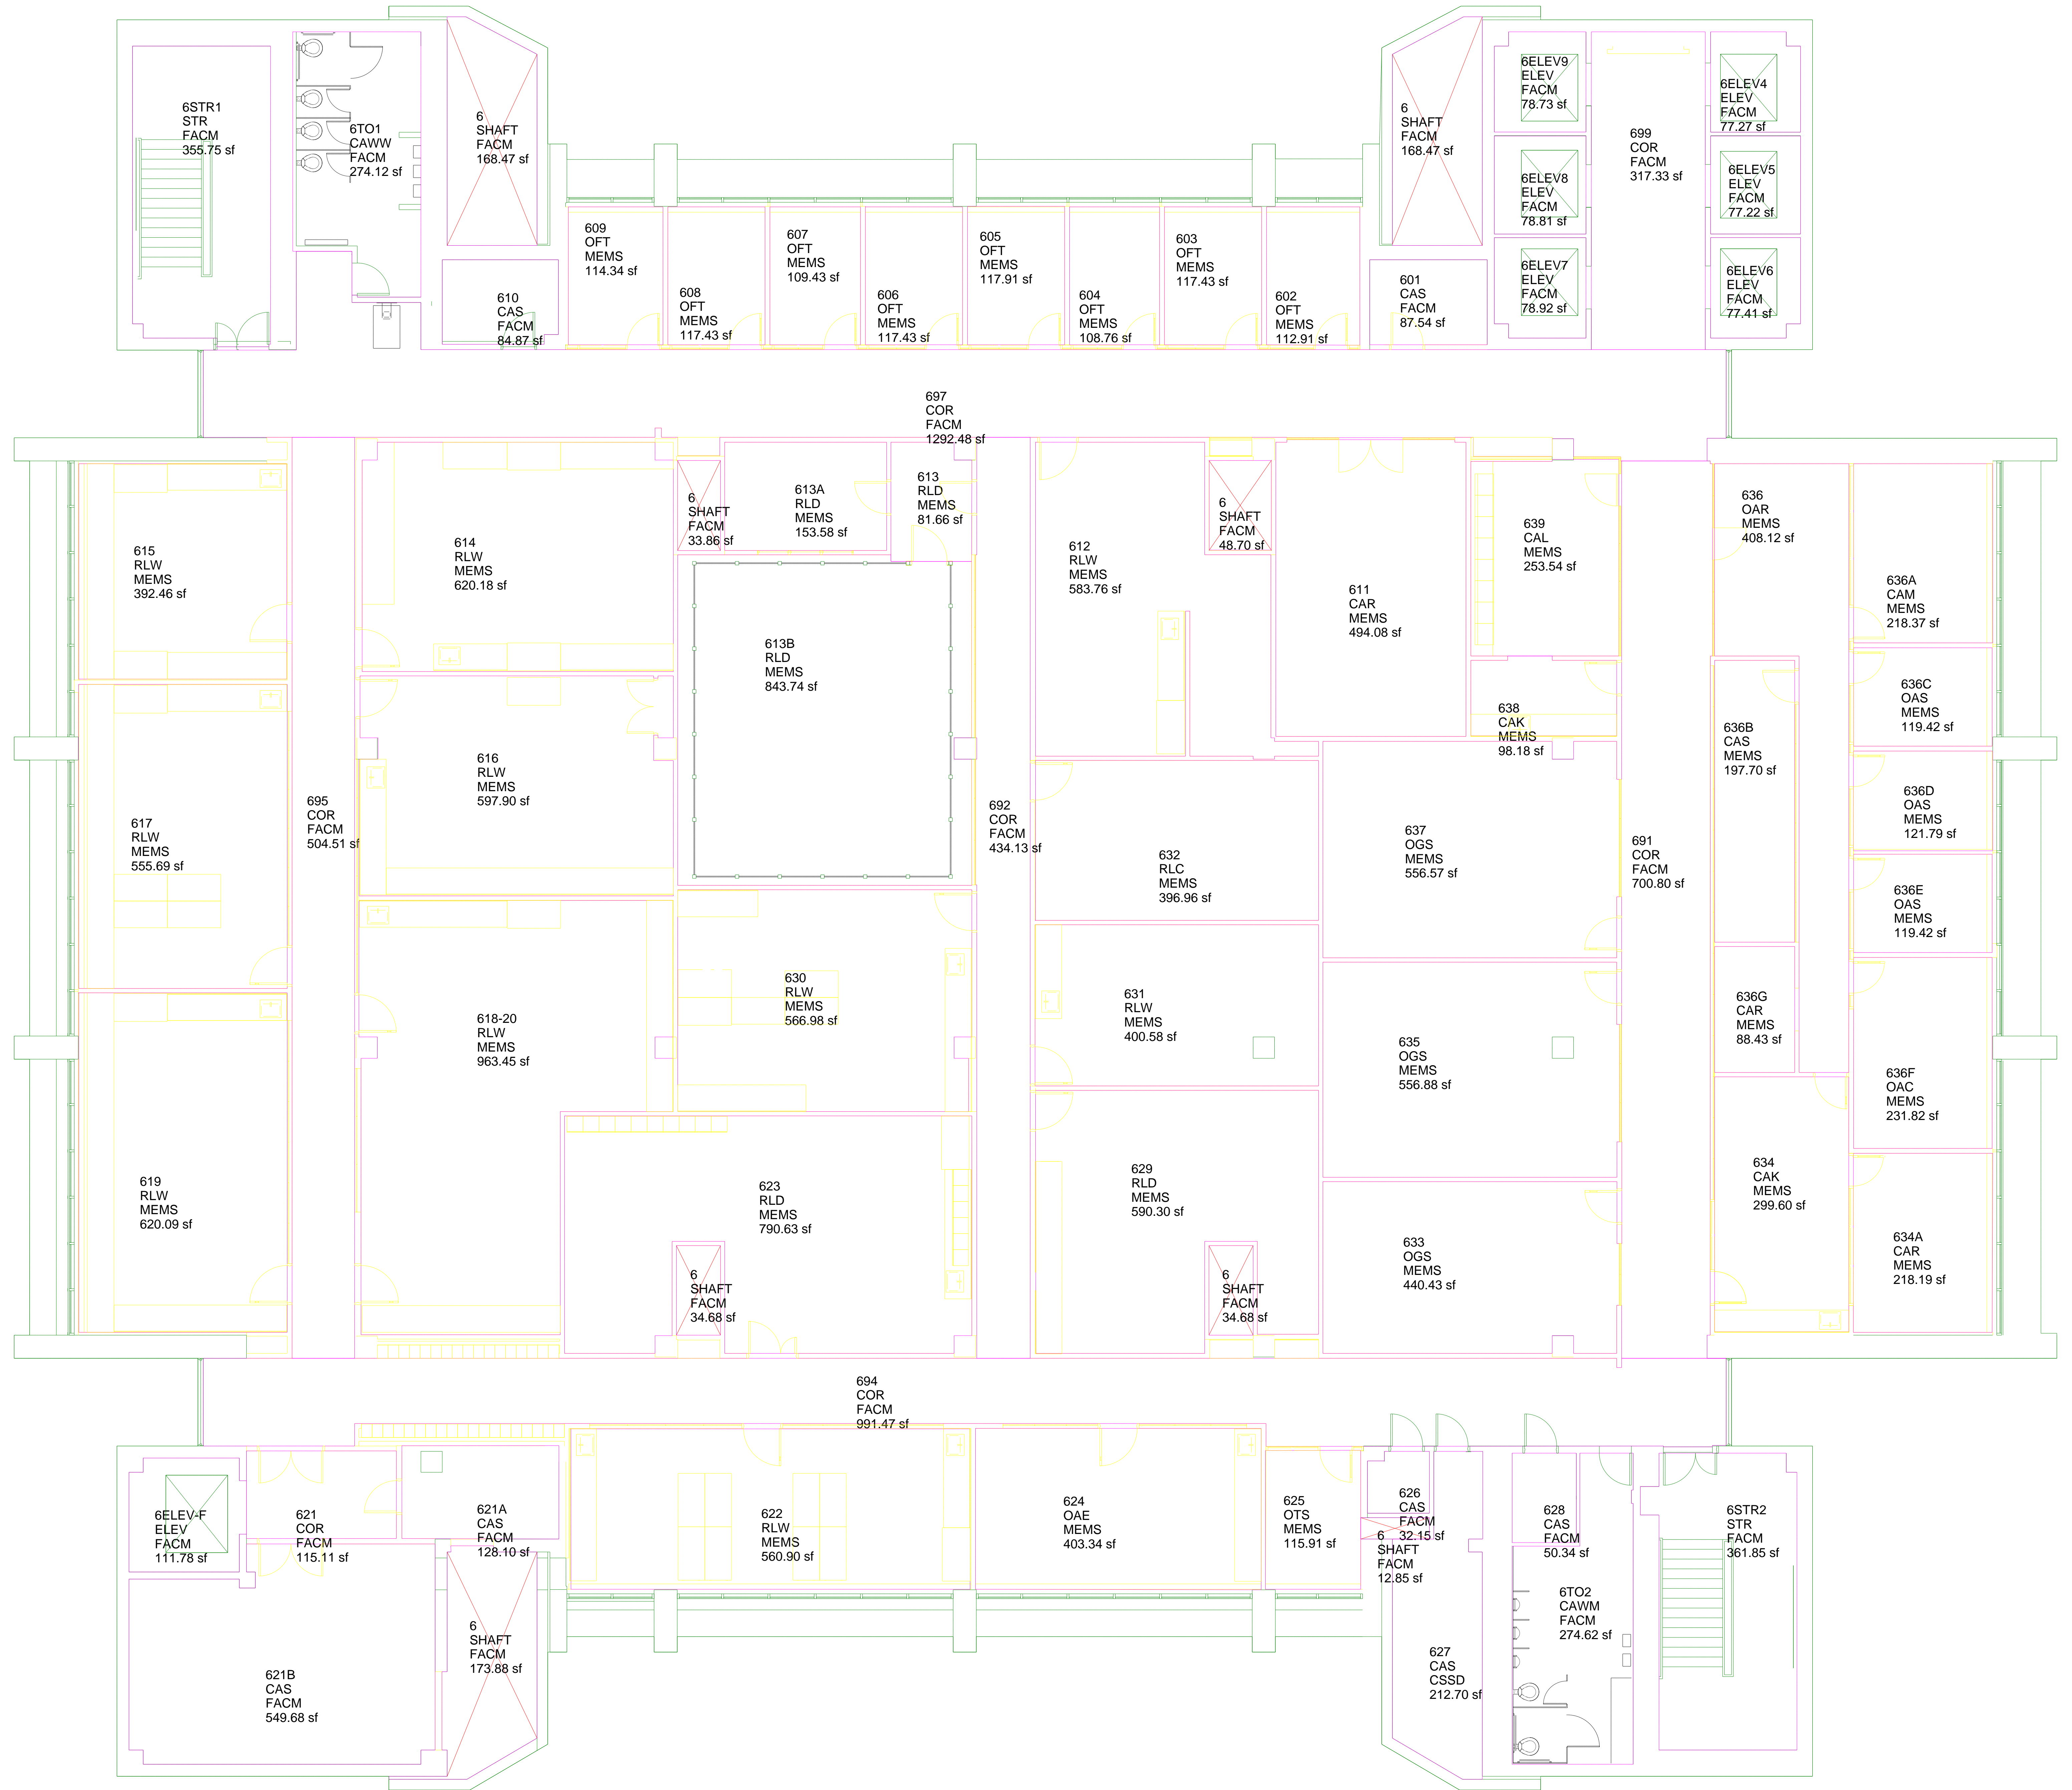 6STR1
STR
FACM
355.75 sf
6TO1
CAWW
FACM
274.12 sf
6
SHAFT
FACM
168.47 sf
6
SHAFT
FACM
168.47 sf
6ELEV9
ELEV
FACM
78.73 sf
699
COR
FACM
317.33 sf
6ELEV4
ELEV
FACM
77.27 sf
6ELEV8
ELEV
FACM
78.81 sf
6ELEV5
ELEV
FACM
77.22 sf
6ELEV7
ELEV
FACM
78.92 sf
6ELEV6
ELEV
FACM
77.41 sf
610
CAS
FACM
84.87 sf
609
OFT
MEMS
114.34 sf
608
OFT
MEMS
117.43 sf
607
OFT
MEMS
109.43 sf
606
OFT
MEMS
117.43 sf
605
OFT
MEMS
117.91 sf
604
OFT
MEMS
108.76 sf
603
OFT
MEMS
117.43 sf
602
OFT
MEMS
112.91 sf
601
CAS
FACM
87.54 sf
697
COR
FACM
1292.48 sf
615
RLW
MEMS
392.46 sf
614
RLW
MEMS
620.18 sf
6
SHAFT
FACM
33.86 sf
613A
RLD
MEMS
153.58 sf
613
RLD
MEMS
81.66 sf
612
RLW
MEMS
583.76 sf
6
SHAFT
FACM
48.70 sf
611
CAR
MEMS
494.08 sf
639
CAL
MEMS
253.54 sf
636
OAR
MEMS
408.12 sf
636A
CAM
MEMS
218.37 sf
613B
RLD
MEMS
843.74 sf
638
CAK
MEMS
98.18 sf
636B
CAS
MEMS
197.70 sf
636C
OAS
MEMS
119.42 sf
617
RLW
MEMS
555.69 sf
695
COR
FACM
504.51 sf
616
RLW
MEMS
597.90 sf
692
COR
FACM
434.13 sf
632
RLC
MEMS
396.96 sf
637
OGS
MEMS
556.57 sf
691
COR
FACM
700.80 sf
636D
OAS
MEMS
121.79 sf
636E
OAS
MEMS
119.42 sf
618-20
RLW
MEMS
963.45 sf
630
RLW
MEMS
566.98 sf
631
RLW
MEMS
400.58 sf
635
OGS
MEMS
556.88 sf
636G
CAR
MEMS
88.43 sf
636F
OAC
MEMS
231.82 sf
619
RLW
MEMS
620.09 sf
623
RLD
MEMS
790.63 sf
6
SHAFT
FACM
34.68 sf
629
RLD
MEMS
590.30 sf
6
SHAFT
FACM
34.68 sf
633
OGS
MEMS
440.43 sf
634
CAK
MEMS
299.60 sf
634A
CAR
MEMS
218.19 sf
694
COR
FACM
991.47 sf
6ELEV-F
ELEV
FACM
111.78 sf
621
COR
FACM
115.11 sf
621A
CAS
FACM
128.10 sf
622
RLW
MEMS
560.90 sf
624
OAE
MEMS
403.34 sf
625
OTS
MEMS
115.91 sf
626
CAS
FACM
32.15 sf
6
SHAFT
FACM
12.85 sf
628
CAS
FACM
50.34 sf
6STR2
STR
FACM
361.85 sf
6TO2
CAWM
FACM
274.62 sf
621B
CAS
FACM
549.68 sf
6
SHAFT
FACM
173.88 sf
627
CAS
CSSD
212.70 sf